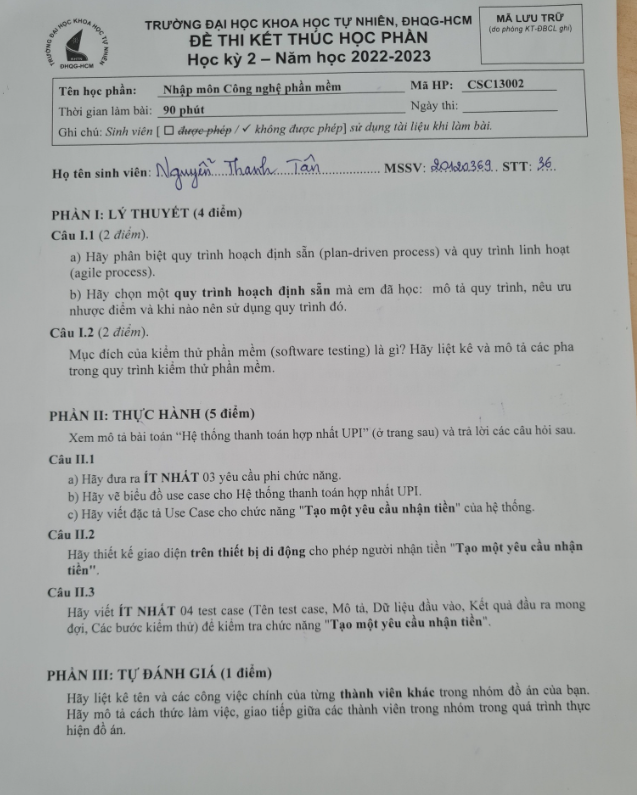 TRƯỜNG ĐẠI HỌC KHOA HỌC TỰ NHIÊN, ĐHQG-HCM
ĐỀ THI KẾT THÚC HỌC PHẦN
Học kỳ 2 – Năm học 2022-2023
MÃ LƯU TRỮ
(do phòng KT-ĐBCL ghi)
TRƯỜNG ĐẠI HỌC KHOA HỌC TỰ NHIÊN
ĐHQG-HCM
Tên học phần: Nhập môn Công nghệ phần mềm Mã HP: CSC13002
Thời gian làm bài: 90 phút Ngày thi:
Ghi chú: Sinh viên [ ☐ được phép / ✓ không được phép] sử dụng tài liệu khi làm bài.
Họ tên sinh viên: Nguyễn Thanh Tân MSSV: 20120369 STT: 36
PHẦN I: LÝ THUYẾT (4 điểm)
Câu I.1 (2 điểm).
a) Hãy phân biệt quy trình hoạch định sẵn (plan-driven process) và quy trình linh hoạt
(agile process).
b) Hãy chọn một quy trình hoạch định sẵn mà em đã học: mô tả quy trình, nêu ưu
nhược điểm và khi nào nên sử dụng quy trình đó.
Câu I.2 (2 điểm).
Mục đích của kiểm thử phần mềm (software testing) là gì? Hãy liệt kê và mô tả các pha
trong quy trình kiểm thử phần mềm.
PHẦN II: THỰC HÀNH (5 điểm)
Xem mô tả bài toán "Hệ thống thanh toán hợp nhất UPI" (ở trang sau) và trả lời các câu hỏi sau.
Câu II.1
a) Hãy đưa ra ÍT NHẤT 03 yêu cầu phi chức năng.
b) Hãy vẽ biểu đồ use case cho Hệ thống thanh toán hợp nhất UPI.
c) Hãy viết đặc tả Use Case cho chức năng "Tạo một yêu cầu nhận tiền" của hệ thống.
Câu II.2
Hãy thiết kế giao diện trên thiết bị di động cho phép người nhận tiền "Tạo một yêu cầu nhận
tiền".
Câu II.3
Hãy viết ÍT NHẤT 04 test case (Tên test case, Mô tả, Dữ liệu đầu vào, Kết quả đầu ra mong
đợi, Các bước kiểm thử) để kiểm tra chức năng "Tạo một yêu cầu nhận tiền".
PHẦN III: TỰ ĐÁNH GIÁ (1 điểm)
Hãy liệt kê tên và các công việc chính của từng thành viên khác trong nhóm đồ án của bạn.
Hãy mô tả cách thức làm việc, giao tiếp giữa các thành viên trong nhóm trong quá trình thực
hiện đồ án.